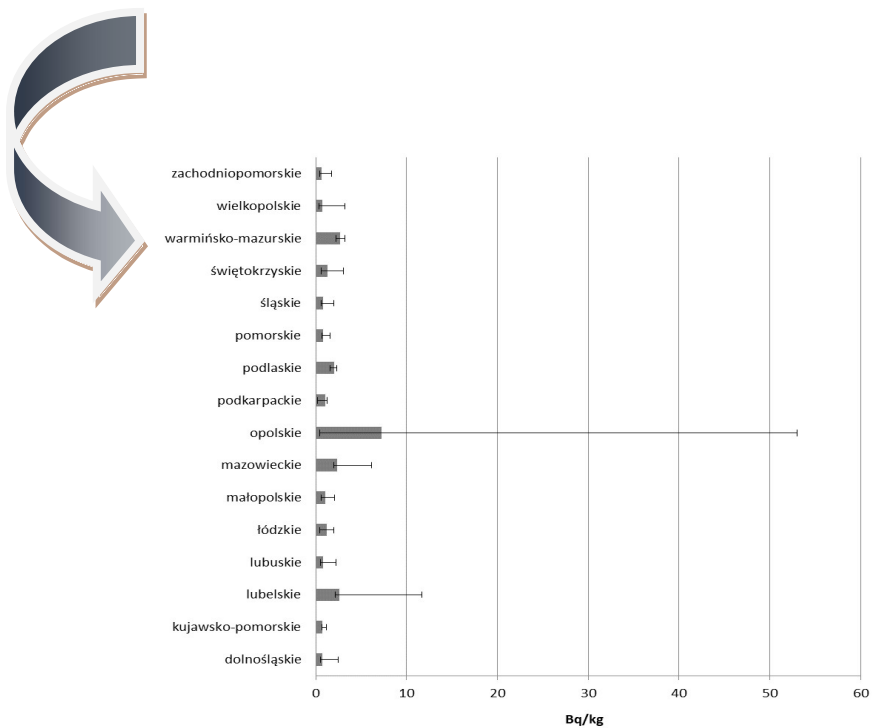 zachodniopomorskie
wielkopolskie
warmińsko-mazurskie
świętokrzyskie
śląskie
pomorskie
podlaskie
podkarpackie
opolskie
mazowieckie
małopolskie
łódzkie
lubuskie
lubelskie
kujawsko-pomorskie
dolnośląskie
0 10 20 30 40 50 60
Bq/kg